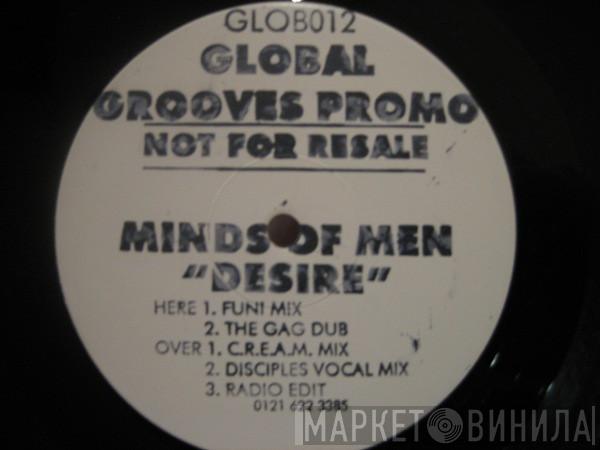 GLOB012
GLOBAL
GROOVES PROMO
NOT FOR RESALE
MINDS OF MEN
"DESIRE"
HERE 1. FUN! MIX
2. THE GAG DUB
OVER 1. C.R.E.A.M. MIX
2. DISCIPLES VOCAL MIX
3. RADIO EDIT
0121 622 3385
МАРКЕТ ВИНИЛА